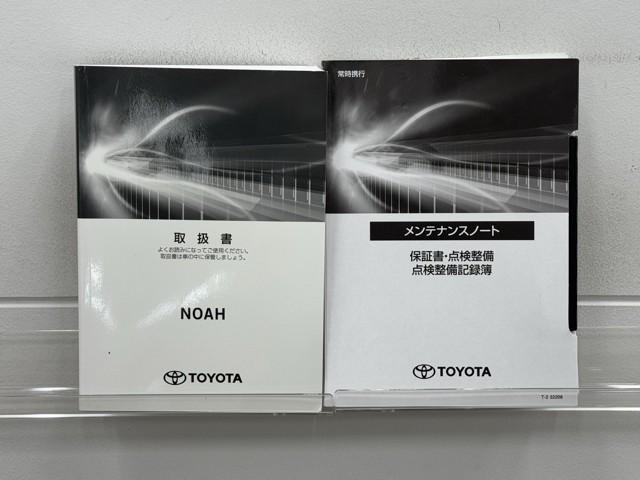 取扱書
よくお読みになってご使用ください。
取扱書は車の中に保管しましょう。
NOAH
TOYOTA
常時携行
メンテナンスノート
保証書・点検整備
点検整備記録簿
TOYOTA